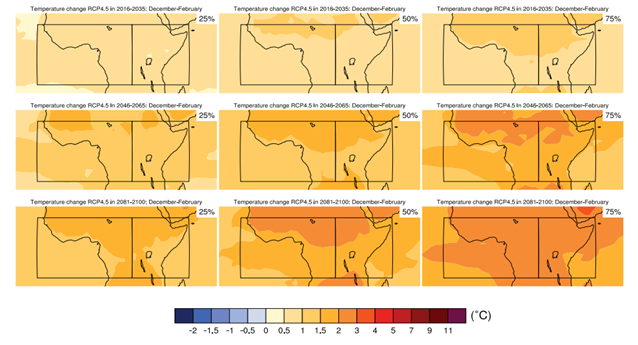 Temperature change RCP4.5 in 2016-2035: December-February
25%
Temperature change RCP4.5 in 2016-2035: December-February
50%
Temperature change RCP4.5 in 2016-2035: December-February
75%
Temperature change RCP4.5 in 2046-2065: December-February
25%
Temperature change RCP4.5 in 2046-2065: December-February
50%
Temperature change RCP4.5 in 2046-2065: December-February
75%
Temperature change RCP4.5 in 2081-2100: December-February
25%
Temperature change RCP4.5 in 2081-2100: December-February
50%
Temperature change RCP4.5 in 2081-2100: December-February
75%
(°C)
-2 -1.5 -1 -0.5 0 0.5 1 1.5 2 3 4 5 7 9 11